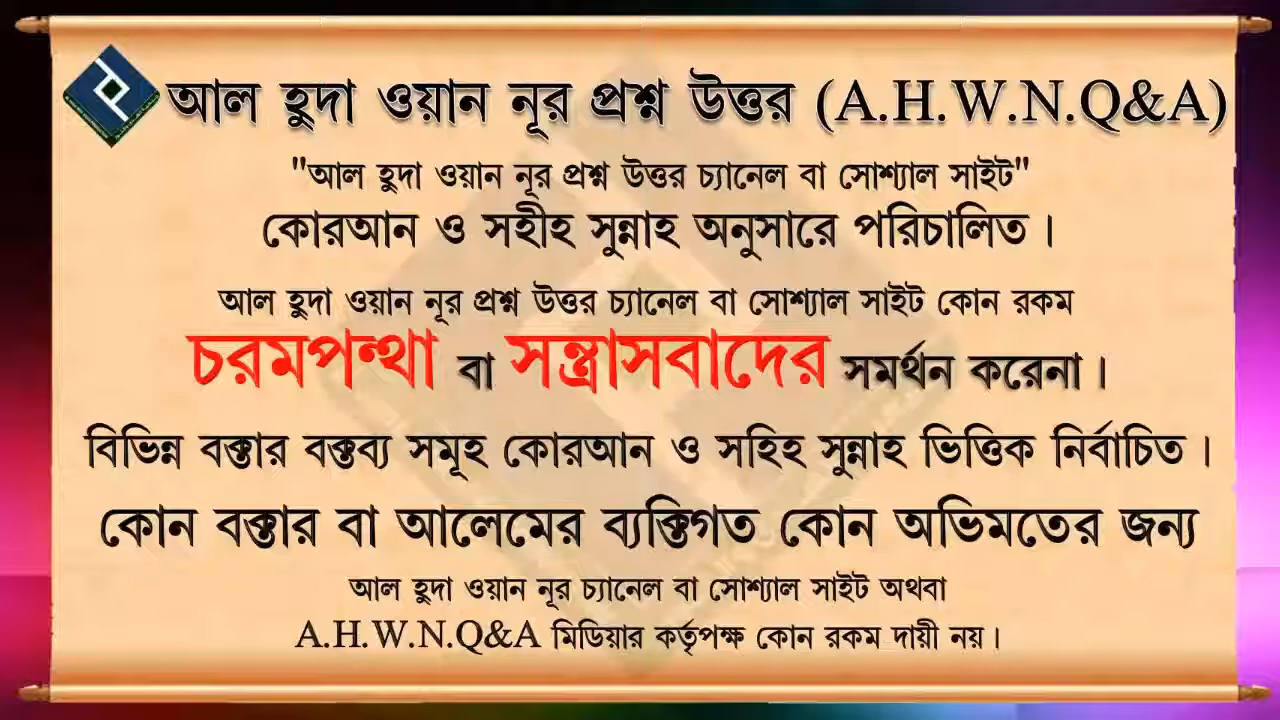 আল হুদা ওয়ান নূর প্রশ্ন উত্তর (A.H.W.N.Q&A)
"আল হুদা ওয়ান নূর প্রশ্ন উত্তর চ্যানেল বা সোশ্যাল সাইট"
কোরআন ও সহীহ সুন্নাহ অনুসারে পরিচালিত।
আল হুদা ওয়ান নূর প্রশ্ন উত্তর চ্যানেল বা সোশ্যাল সাইট কোন রকম
চরমপন্থা বা সন্ত্রাসবাদের সমর্থন করেনা।
বিভিন্ন বক্তার বক্তব্য সমূহ কোরআন ও সহিহ সুন্নাহ ভিত্তিক নির্বাচিত।
কোন বক্তার বা আলেমের ব্যক্তিগত কোন অভিমতের জন্য
আল হুদা ওয়ান নূর চ্যানেল বা সোশ্যাল সাইট অথবা
A.H.W.N.Q&A মিডিয়ার কর্তৃপক্ষ কোন রকম দায়ী নয়।